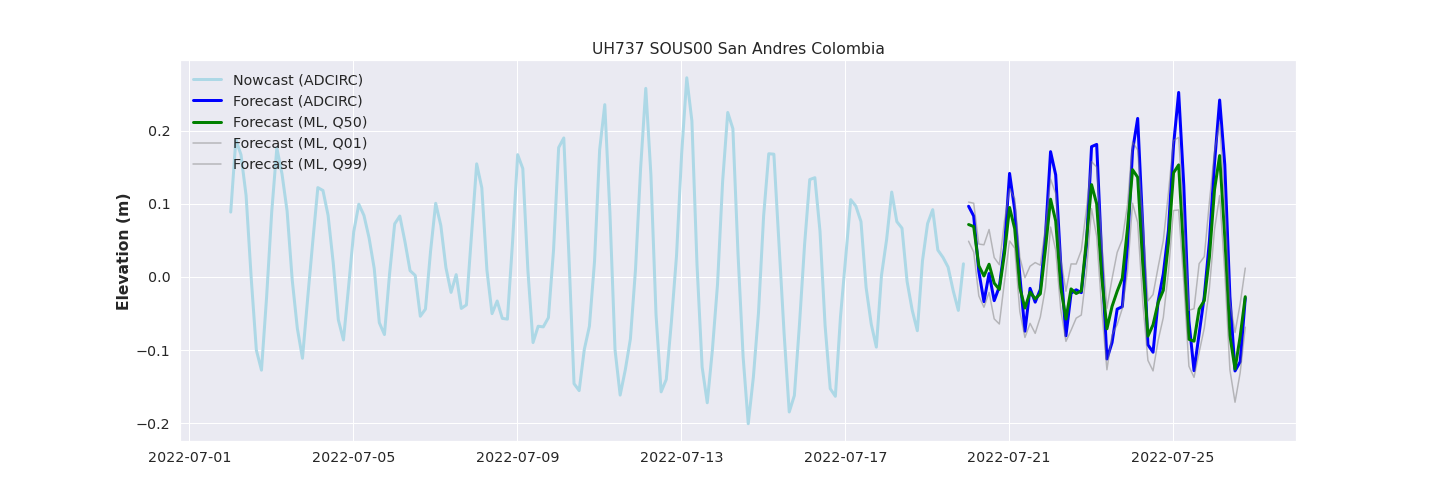 UH737 SOUS00 San Andres Colombia
Nowcast (ADCIRC)
Forecast (ADCIRC)
Forecast (ML, Q50)
Forecast (ML, Q01)
Forecast (ML, Q99)
Elevation (m)
0.2
0.1
0.0
−0.1
−0.2
2022-07-01 2022-07-05 2022-07-09 2022-07-13 2022-07-17 2022-07-21 2022-07-25